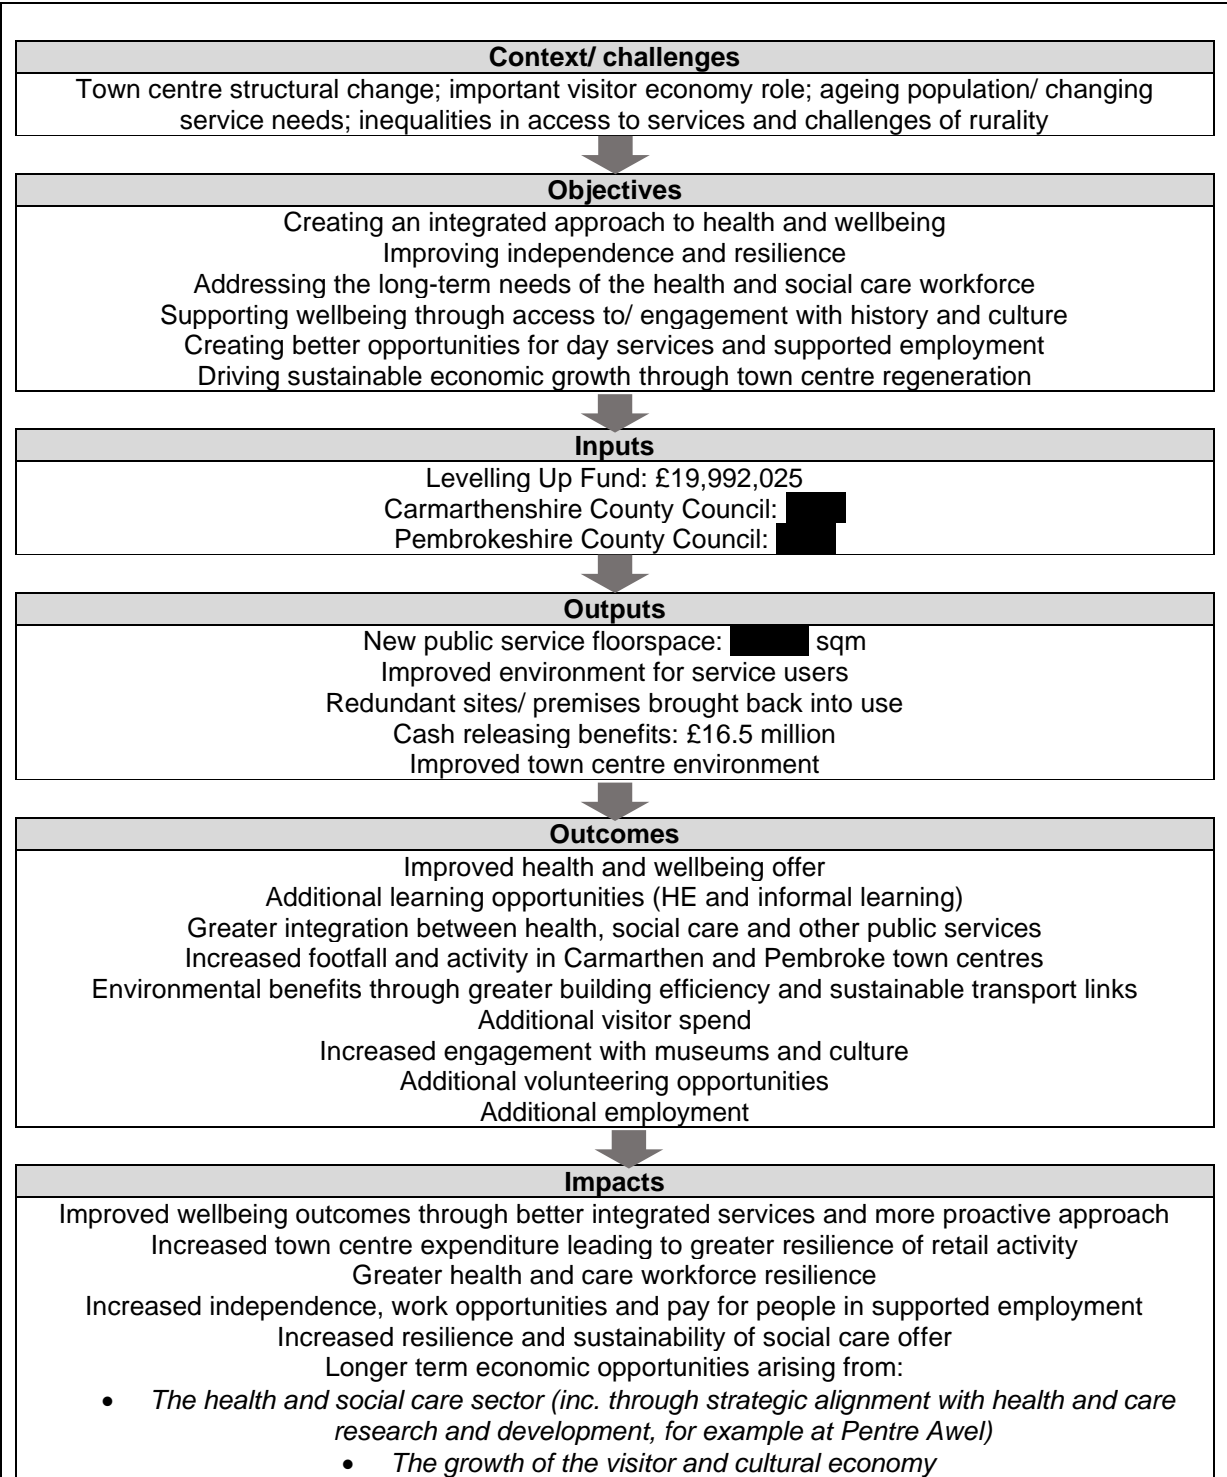 Context/ challenges
Town centre structural change; important visitor economy role; ageing population/ changing
service needs; inequalities in access to services and challenges of rurality
Objectives
Creating an integrated approach to health and wellbeing
Improving independence and resilience
Addressing the long-term needs of the health and social care workforce
Supporting wellbeing through access to/ engagement with history and culture
Creating better opportunities for day services and supported employment
Driving sustainable economic growth through town centre regeneration
Inputs
Levelling Up Fund: £19,992,025
Carmarthenshire County Council:
Pembrokeshire County Council:
Outputs
New public service floorspace: sqm
Improved environment for service users
Redundant sites/ premises brought back into use
Cash releasing benefits: £16.5 million
Improved town centre environment
Outcomes
Improved health and wellbeing offer
Additional learning opportunities (HE and informal learning)
Greater integration between health, social care and other public services
Increased footfall and activity in Carmarthen and Pembroke town centres
Environmental benefits through greater building efficiency and sustainable transport links
Additional visitor spend
Increased engagement with museums and culture
Additional volunteering opportunities
Additional employment
Impacts
Improved wellbeing outcomes through better integrated services and more proactive approach
Increased town centre expenditure leading to greater resilience of retail activity
Greater health and care workforce resilience
Increased independence, work opportunities and pay for people in supported employment
Increased resilience and sustainability of social care offer
Longer term economic opportunities arising from:
• The health and social care sector (inc. through strategic alignment with health and care
research and development, for example at Pentre Awel)
• The growth of the visitor and cultural economy